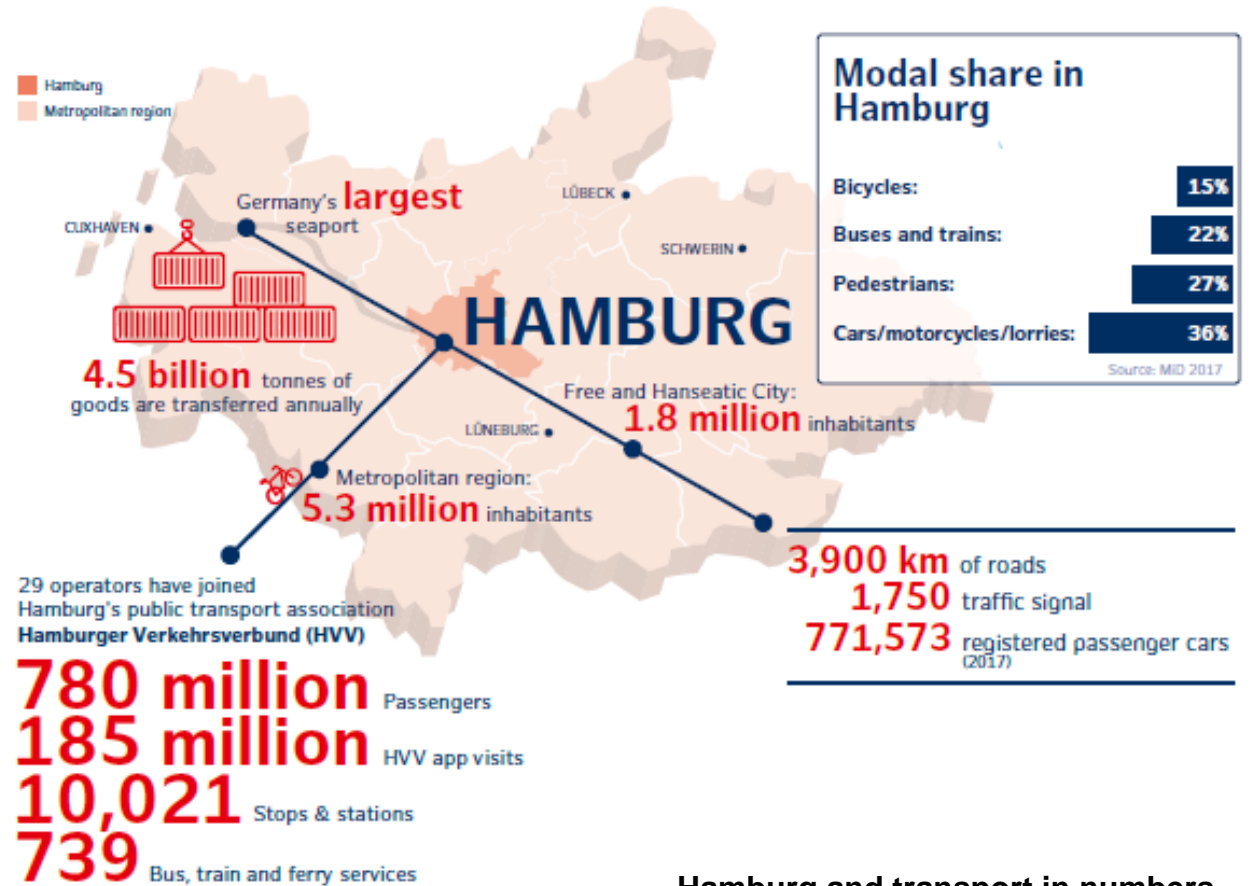 Hamburg
Metropolitan region
Modal share in
Hamburg
Bicycles: 15%
Buses and trains: 22%
Pedestrians: 27%
Cars/motorcycles/lorries: 36%
Source: MiD 2017
Germany's largest
seaport
CUXHAVEN
LÜBECK
SCHWERIN
HAMBURG
4.5 billion tonnes of
goods are transferred annually
Free and Hanseatic City:
1.8 million inhabitants
LÜNEBURG
Metropolitan region:
5.3 million inhabitants
29 operators have joined
Hamburg's public transport association
Hamburger Verkehrsverbund (HVV)
780 million Passengers
185 million HVV app visits
10,021 Stops & stations
739 Bus, train and ferry services
3,900 km of roads
1,750 traffic signal
771,573 registered passenger cars
(2017)
Hamburg and transport in numbers